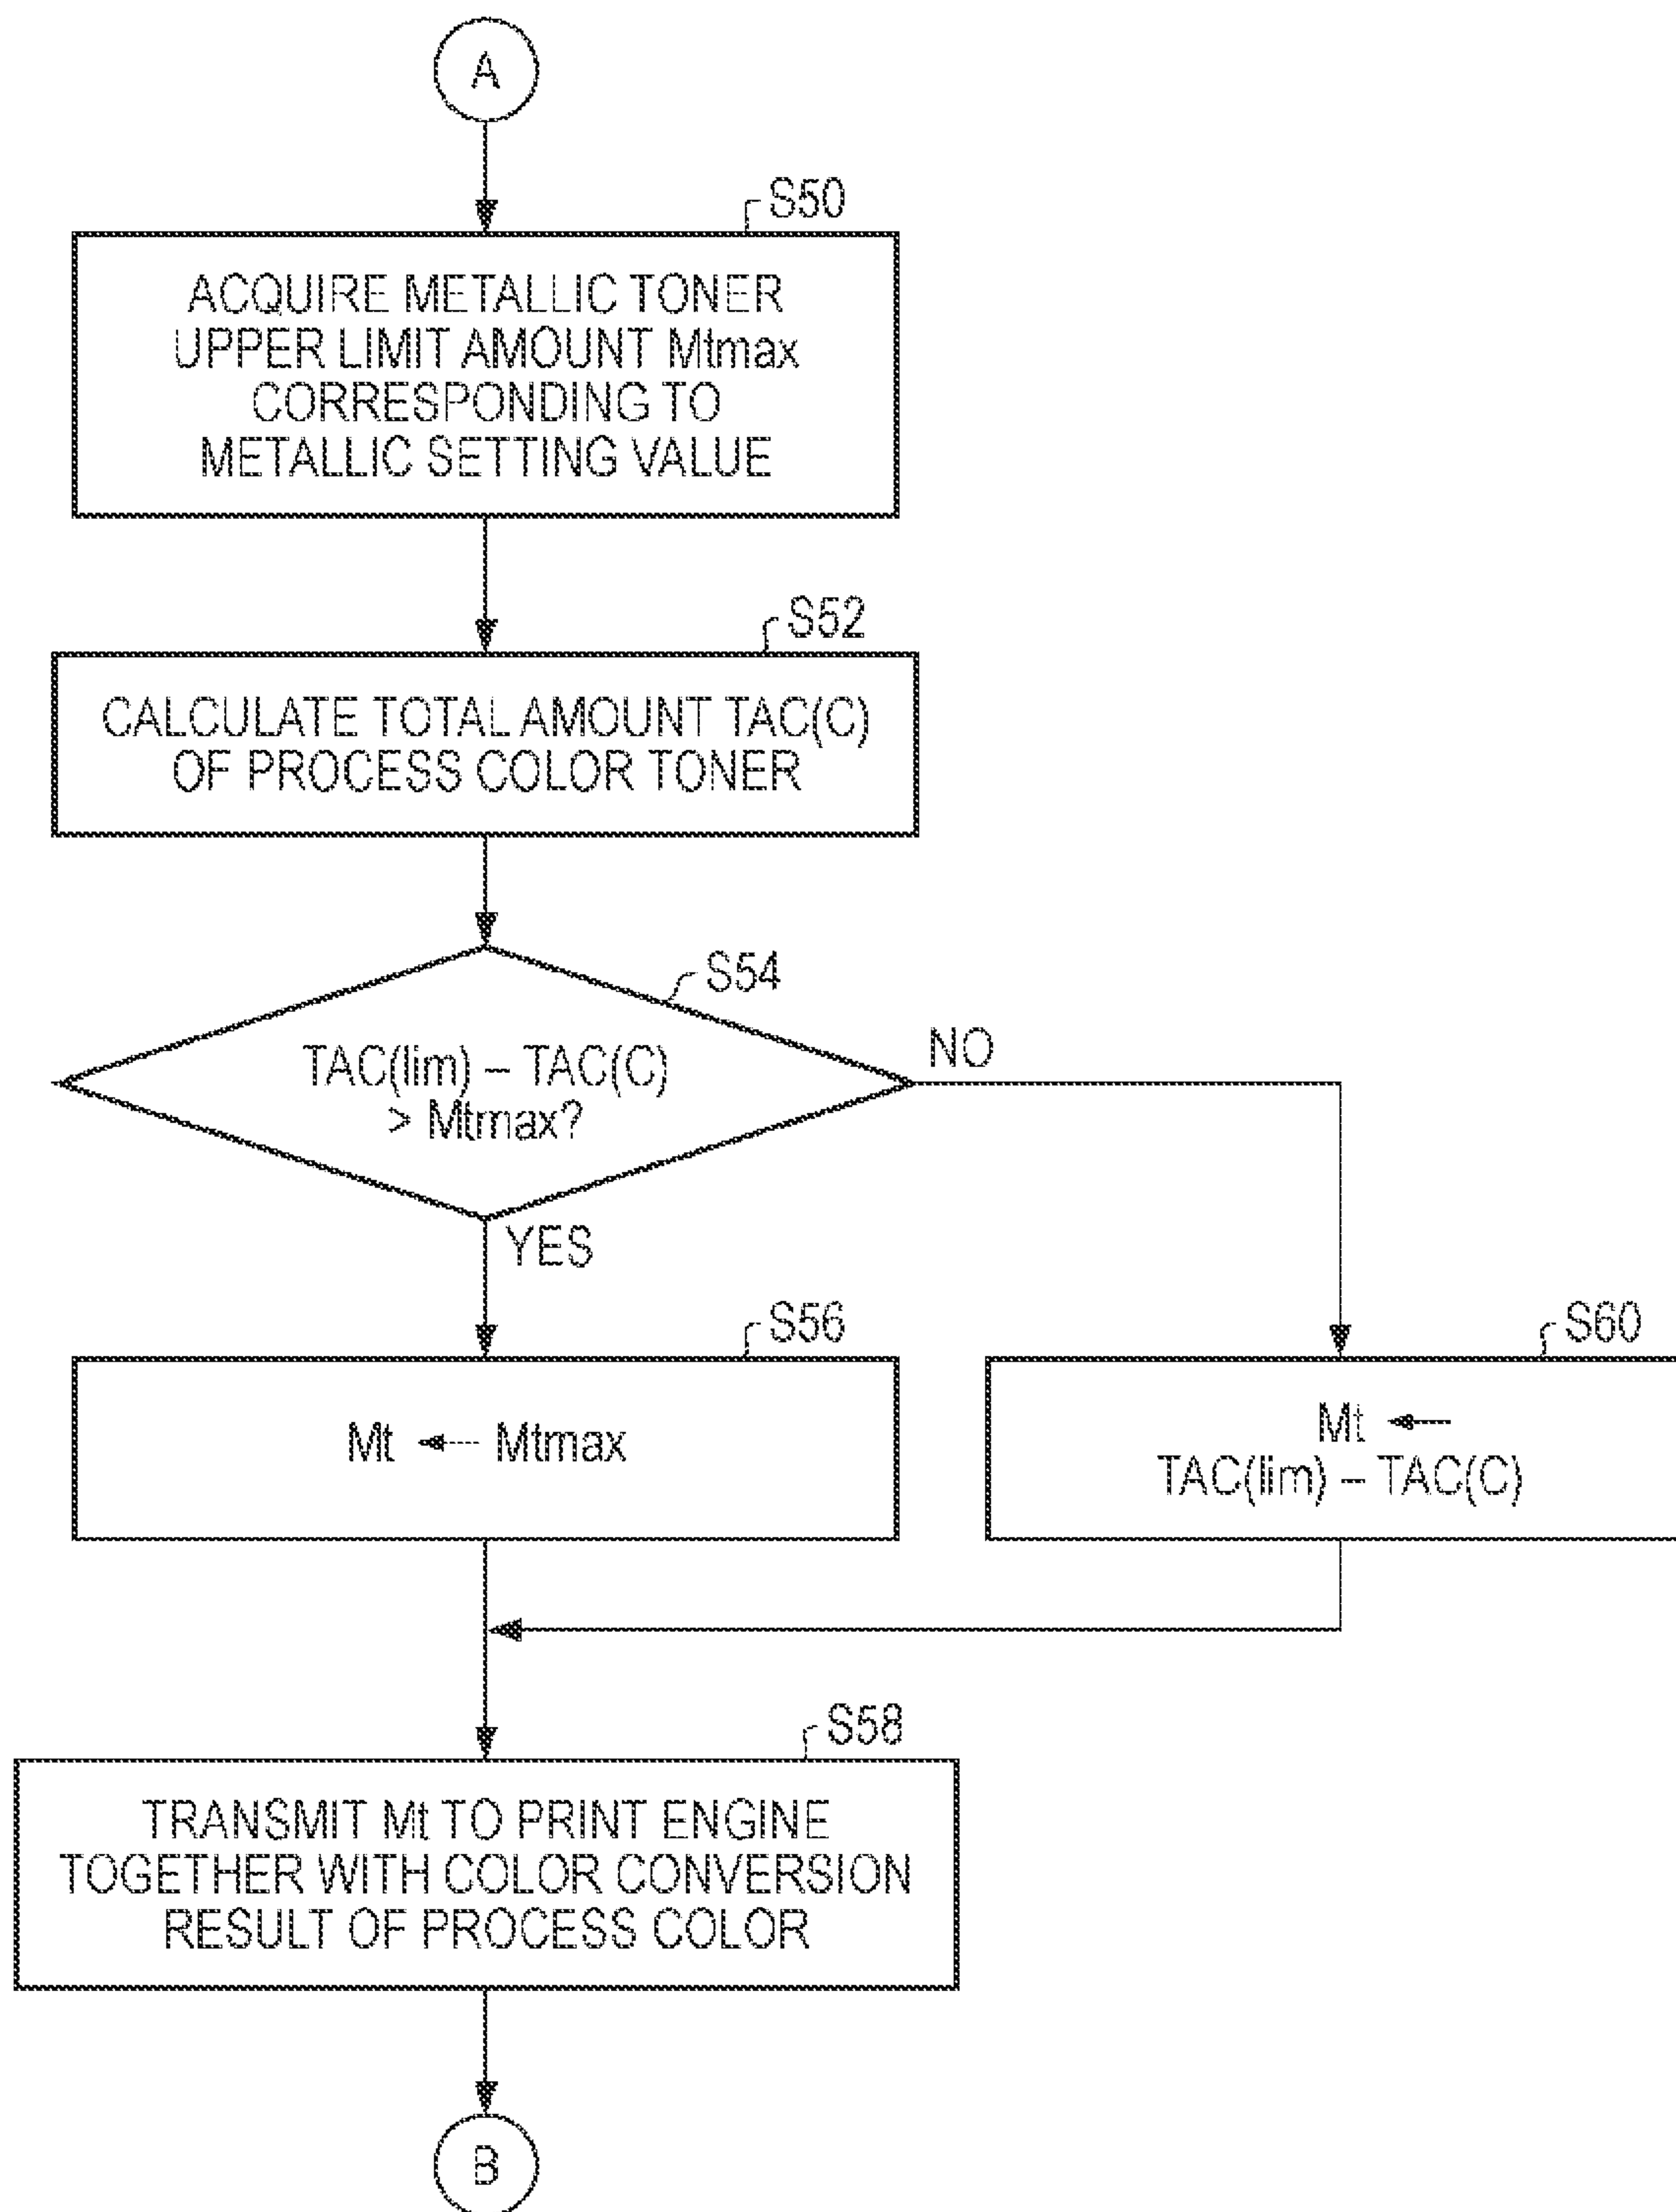 A
S50
ACQUIRE METALLIC TONER
UPPER LIMIT AMOUNT Mtmax
CORRESPONDING TO
METALLIC SETTING VALUE
S52
CALCULATE TOTAL AMOUNT TAC(C)
OF PROCESS COLOR TONER
S54
TAC(lim) – TAC(C)
> Mtmax?
NO
YES
S56
Mt ← Mtmax
S60
Mt ←
TAC(lim) – TAC(C)
S58
TRANSMIT Mt TO PRINT ENGINE
TOGETHER WITH COLOR CONVERSION
RESULT OF PROCESS COLOR
B